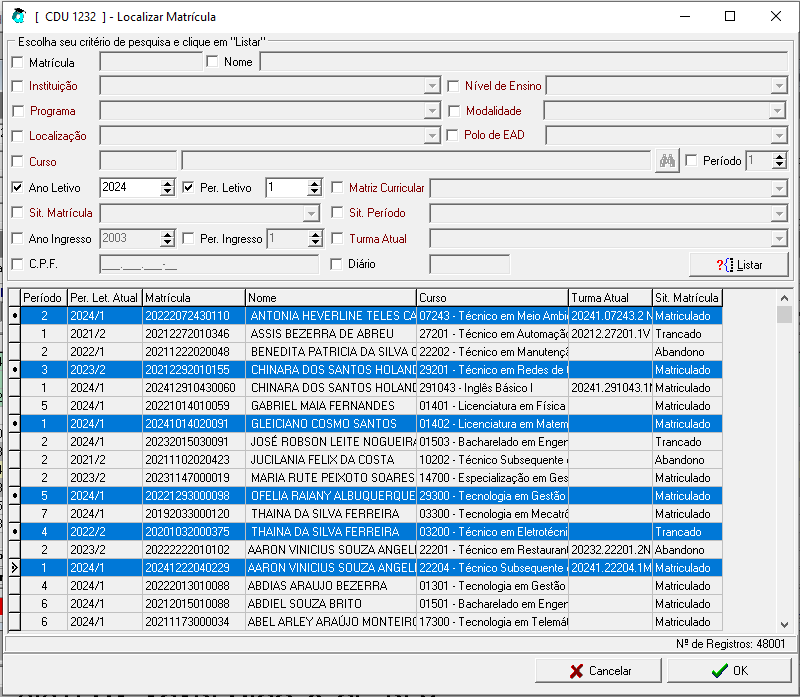 [ CDU 1232 ] - Localizar Matrícula
Escolha seu critério de pesquisa e clique em "Listar"
Matrícula Nome
Instituição Nível de Ensino
Programa Modalidade
Localização Polo de EAD
Curso Período 1
Ano Letivo 2024 Per. Letivo 1 Matriz Curricular
Sit. Matrícula Sit. Período
Ano Ingresso 2003 Per. Ingresso 1 Turma Atual
C.P.F. ___.___.___-__ Diário Listar
Período Per. Let. Atual Matrícula Nome Curso Turma Atual Sit. Matrícula
2 2024/1 20222072430110 ANTONIA HEVERLINE TELES CA 07243 - Técnico em Meio Ambi 20241.07243.2 N Matriculado
1 2021/2 20212272010346 ASSIS BEZERRA DE ABREU 27201 - Técnico em Automação 20212.27201.1V Trancado
2 2022/1 20211222020048 BENEDITA PATRICIA DA SILVA C 22202 - Técnico em Manutenç Abandono
3 2023/2 20212292010155 CHINARA DOS SANTOS HOLAND 29201 - Técnico em Redes de Matriculado
1 2024/1 202412910430060 CHINARA DOS SANTOS HOLAND 291043 - Inglês Básico I 20241.291043.1 Matriculado
5 2024/1 20221014010059 GABRIEL MAIA FERNANDES 01401 - Licenciatura em Física Matriculado
1 2024/1 20241014020091 GLEICIANO COSMO SANTOS 01402 - Licenciatura em Matem Matriculado
2 2024/1 20232015030091 JOSÉ ROBSON LEITE NOGUEIRA 01503 - Bacharelado em Engen Trancado
2 2021/2 20211102020423 JUCILANIA FELIX DA COSTA 10202 - Técnico Subsequente Abandono
2 2023/2 20231147000019 MARIA RUTE PEIXOTO SOARES 14700 - Especialização em Ges Matriculado
5 2024/1 20221293000098 OFELIA RAIANY ALBUQUERQUE 29300 - Tecnologia em Gestão Matriculado
7 2024/1 20192033000120 THAINA DA SILVA FERREIRA 03300 - Tecnologia em Mecatr Matriculado
4 2022/2 20201032000375 THAINA DA SILVA FERREIRA 03200 - Técnico em Eletrotécni Trancado
2 2023/2 20222222010102 AARON VINICIUS SOUZA ANGEL 22201 - Técnico em Restauran 20232.22201.2N Abandono
1 2024/1 20241222040229 AARON VINICIUS SOUZA ANGEL 22204 - Técnico Subsequente 20241.22204.1M Matriculado
4 2024/1 20222013010088 ABDIAS ARAUJO BEZERRA 01301 - Tecnologia em Gestão Matriculado
6 2024/1 20212015010088 ABDIEL SOUZA BRITO 01501 - Bacharelado em Engen Matriculado
6 2024/1 20211173000034 ABEL ARLEY ARAÚJO MONTEIRO 17300 - Tecnologia em Telemá Matriculado
Nº de Registros: 48001
Cancelar OK